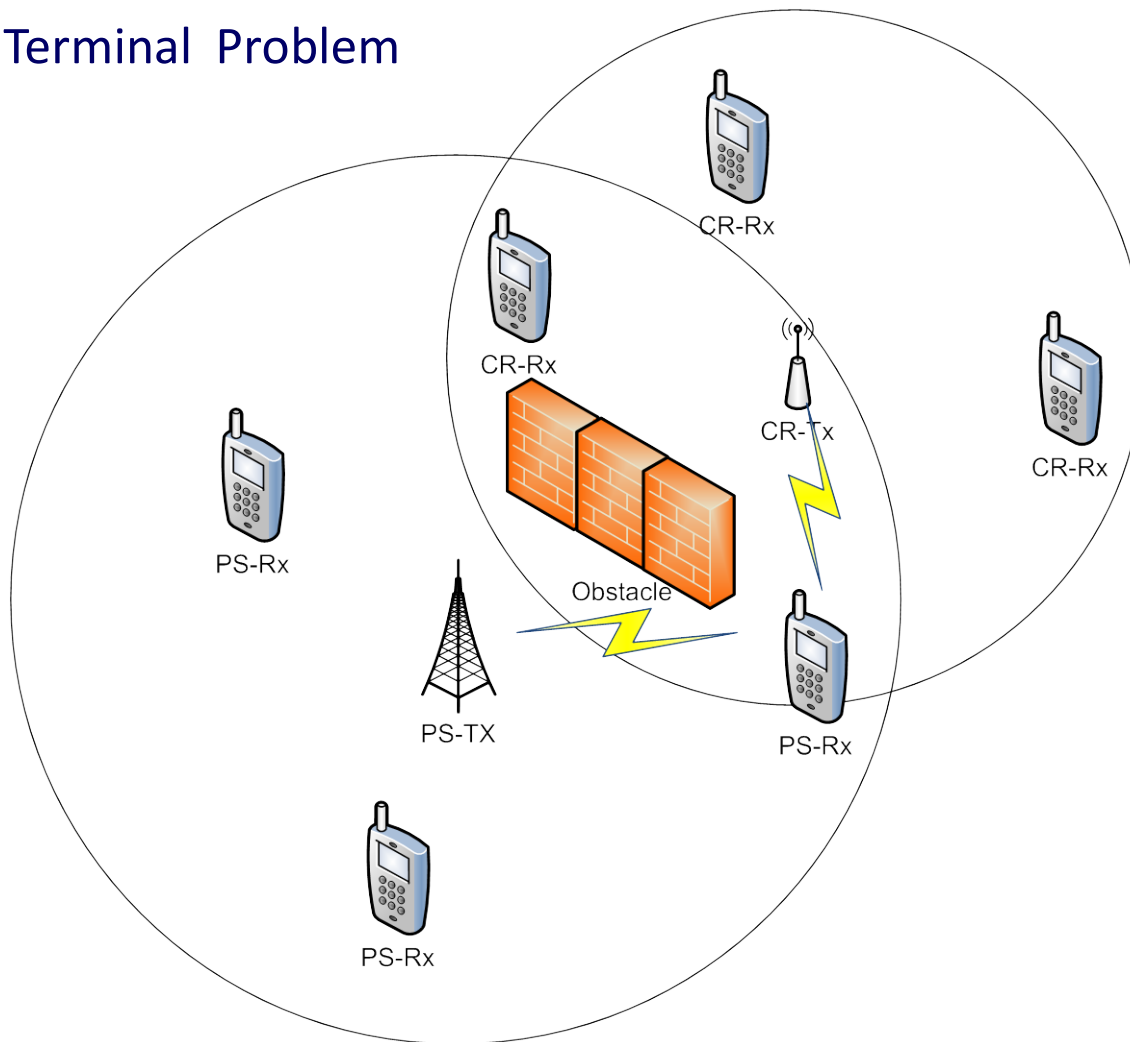 Terminal Problem
CR-Rx
CR-Rx
CR-Tx
CR-Rx
PS-Rx
Obstacle
PS-TX
PS-Rx
PS-Rx